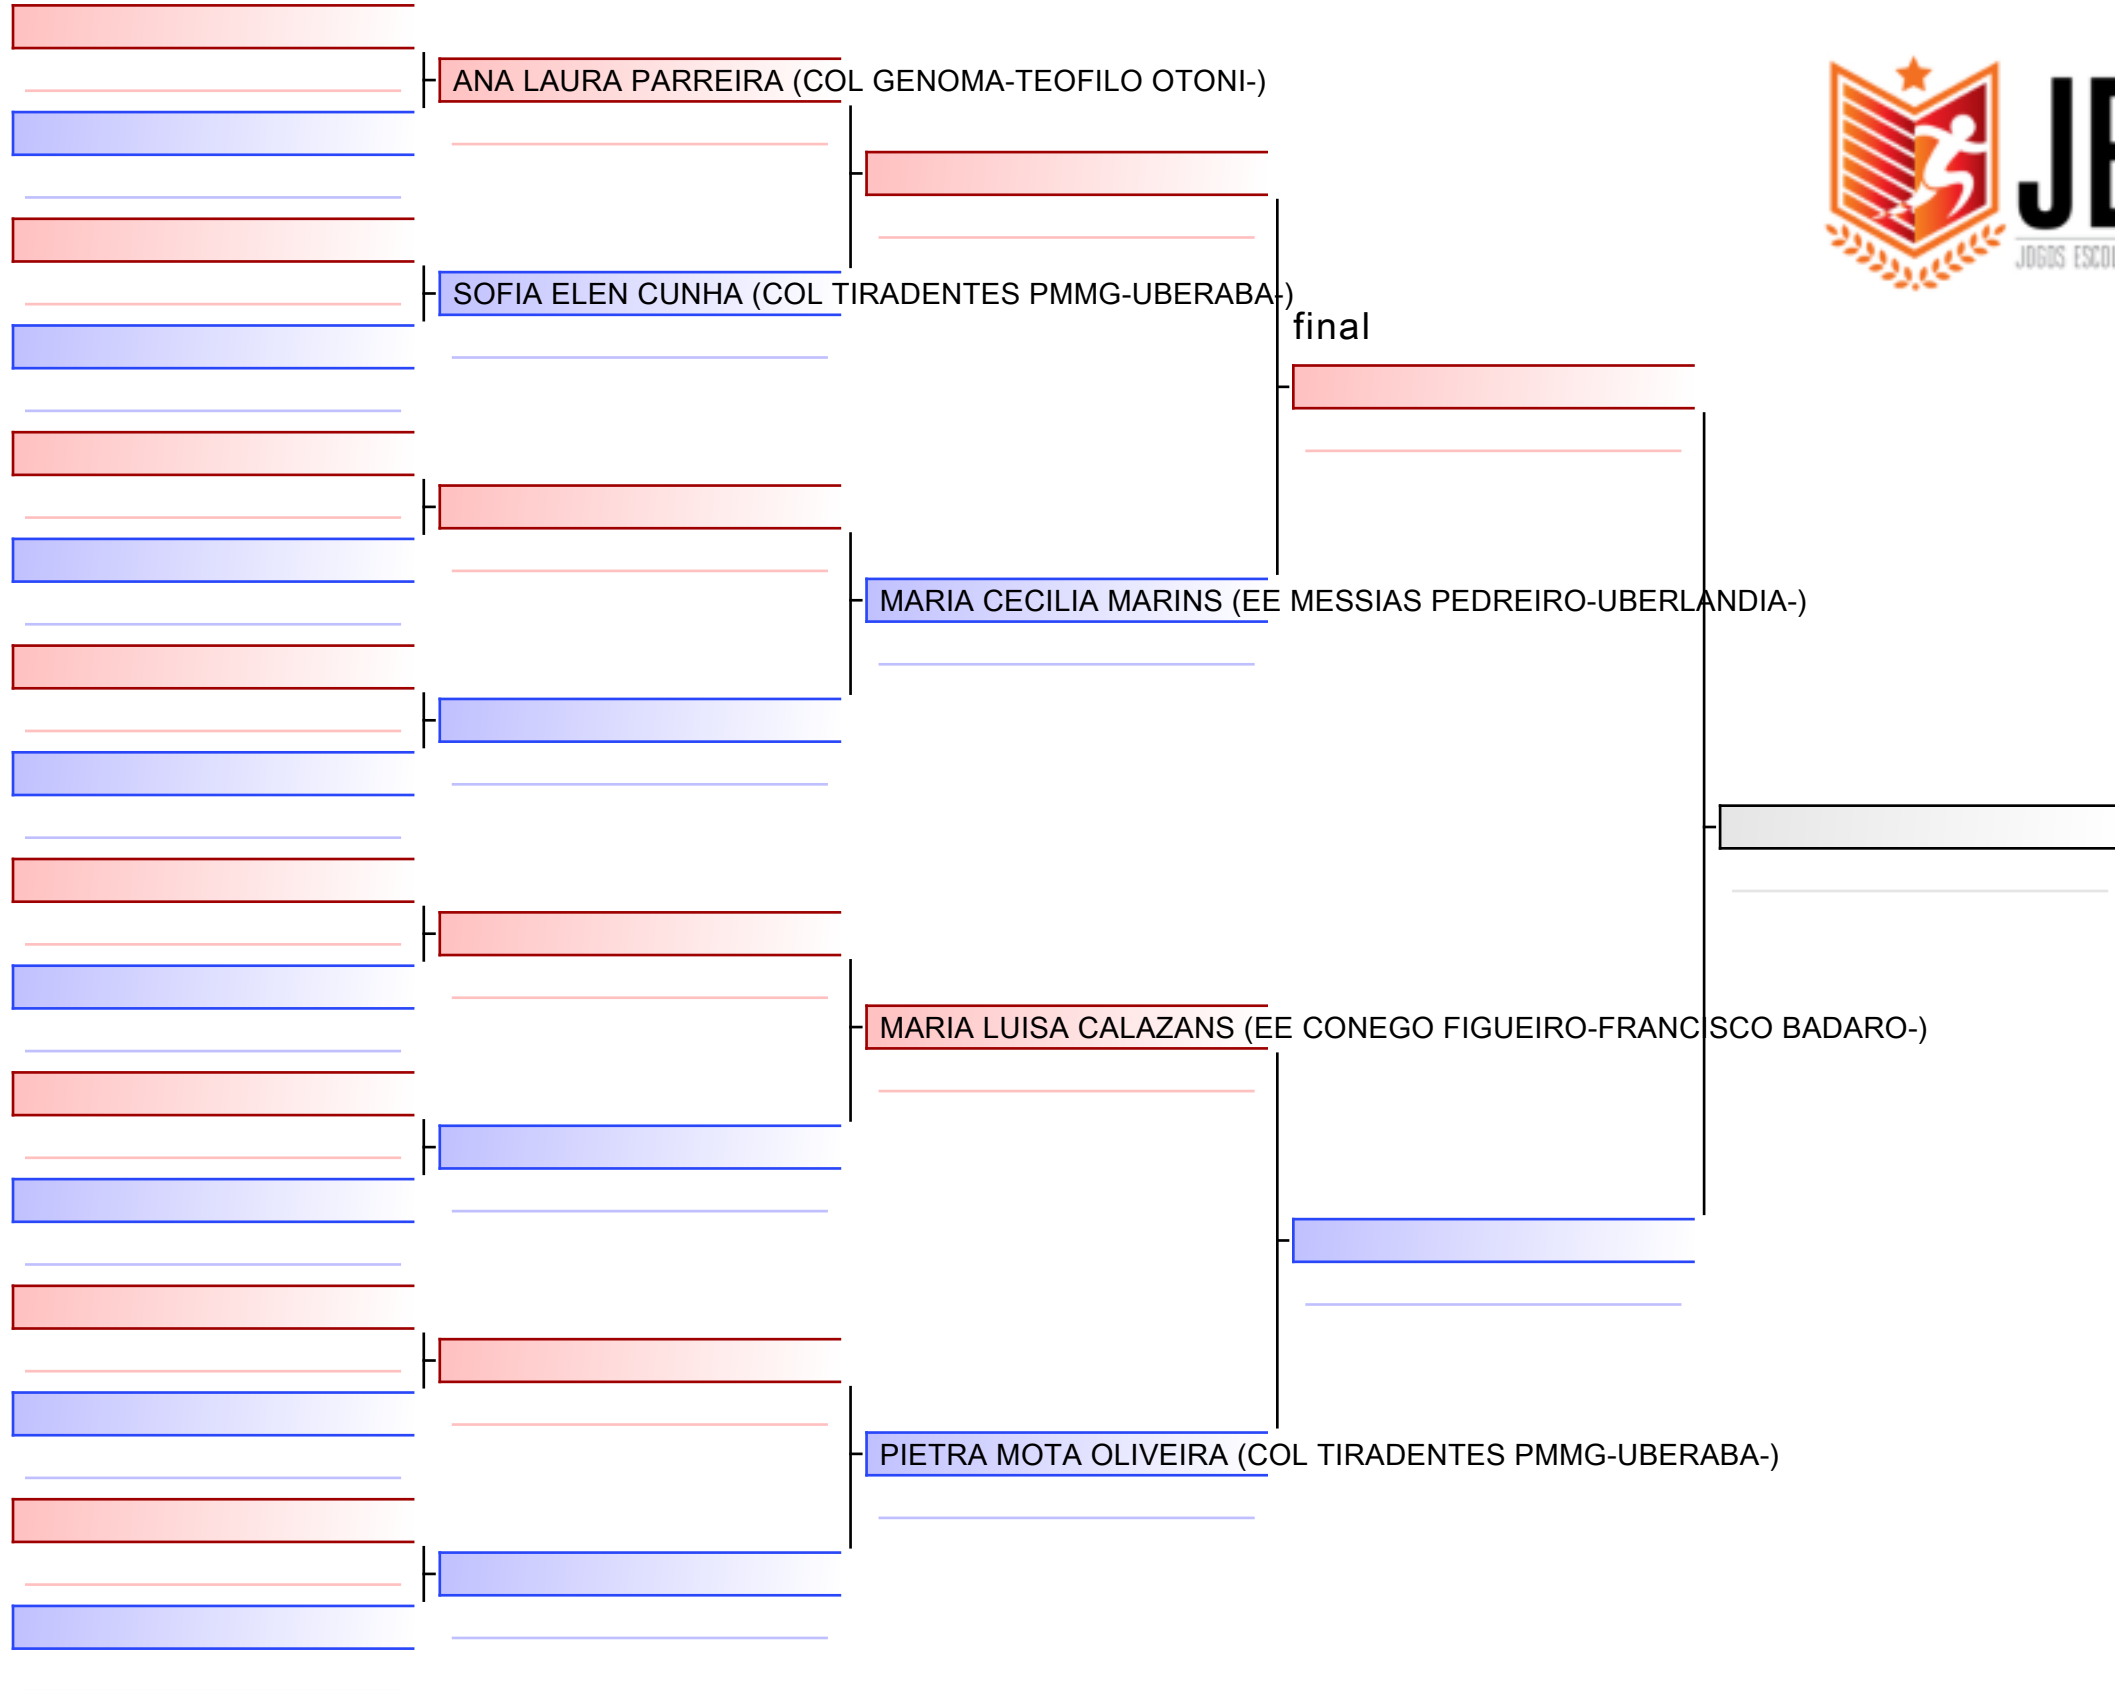 ANA LAURA PARREIRA (COL GENOMA-TEOFILO OTONI-)
SOFIA ELEN CUNHA (COL TIRADENTES PMMG-UBERABA-)
final
MARIA CECILIA MARINS (EE MESSIAS PEDREIRO-UBERLANDIA-)
MARIA LUISA CALAZANS (EE CONEGO FIGUEIRO-FRANCISCO BADARO-)
PIETRA MOTA OLIVEIRA (COL TIRADENTES PMMG-UBERABA-)
JOGOS